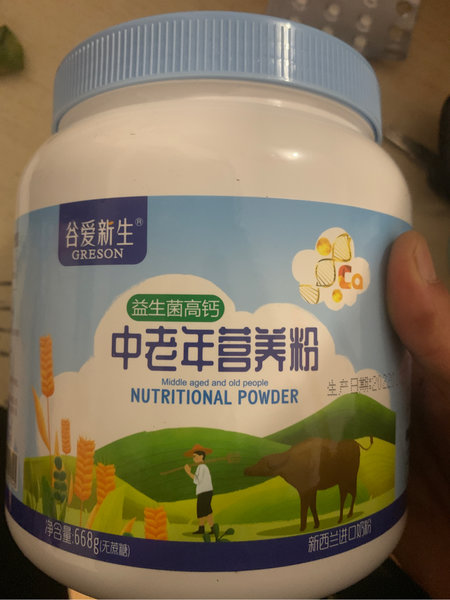 谷爱新生®
GRESON
Ca
益生菌高钙
中老年营养粉
Middle aged and old people
NUTRITIONAL POWDER
生产日期:202
净含量:668g(无蔗糖)
新西兰进口奶粉